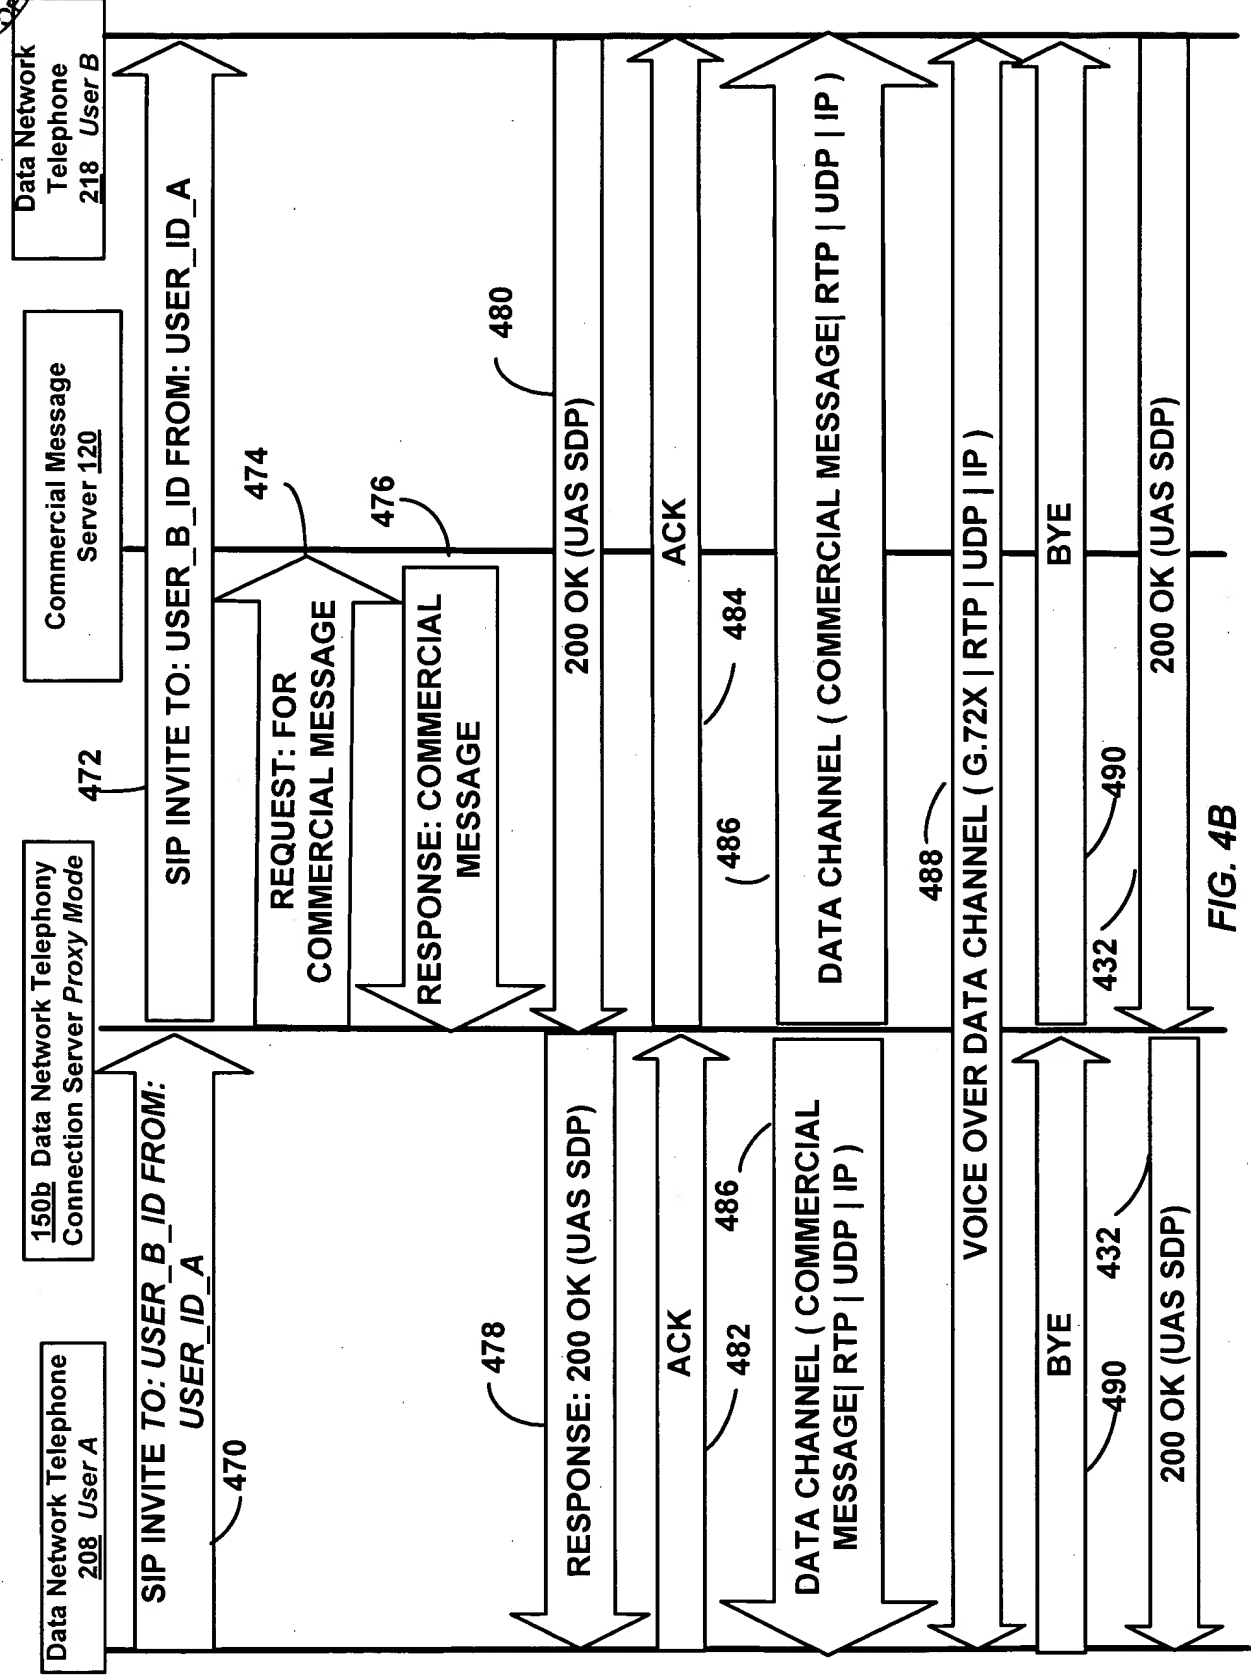 Data Network Telephone
208 User A
150b Data Network Telephony
Connection Server Proxy Mode
Commercial Message
Server 120
Data Network
Telephone
218 User B
SIP INVITE TO: USER_B_ID FROM:
USER_ID_A
470
472
SIP INVITE TO: USER_B_ID FROM: USER_ID_A
REQUEST: FOR
COMMERCIAL MESSAGE
474
RESPONSE: COMMERCIAL
MESSAGE
476
478
RESPONSE: 200 OK (UAS SDP)
480
200 OK (UAS SDP)
ACK
482
ACK
484
486
DATA CHANNEL ( COMMERCIAL
MESSAGE| RTP | UDP | IP )
486
DATA CHANNEL ( COMMERCIAL MESSAGE| RTP | UDP | IP )
488
VOICE OVER DATA CHANNEL ( G.72X | RTP | UDP | IP )
BYE
490
BYE
490
432
200 OK (UAS SDP)
432
200 OK (UAS SDP)
FIG. 4B